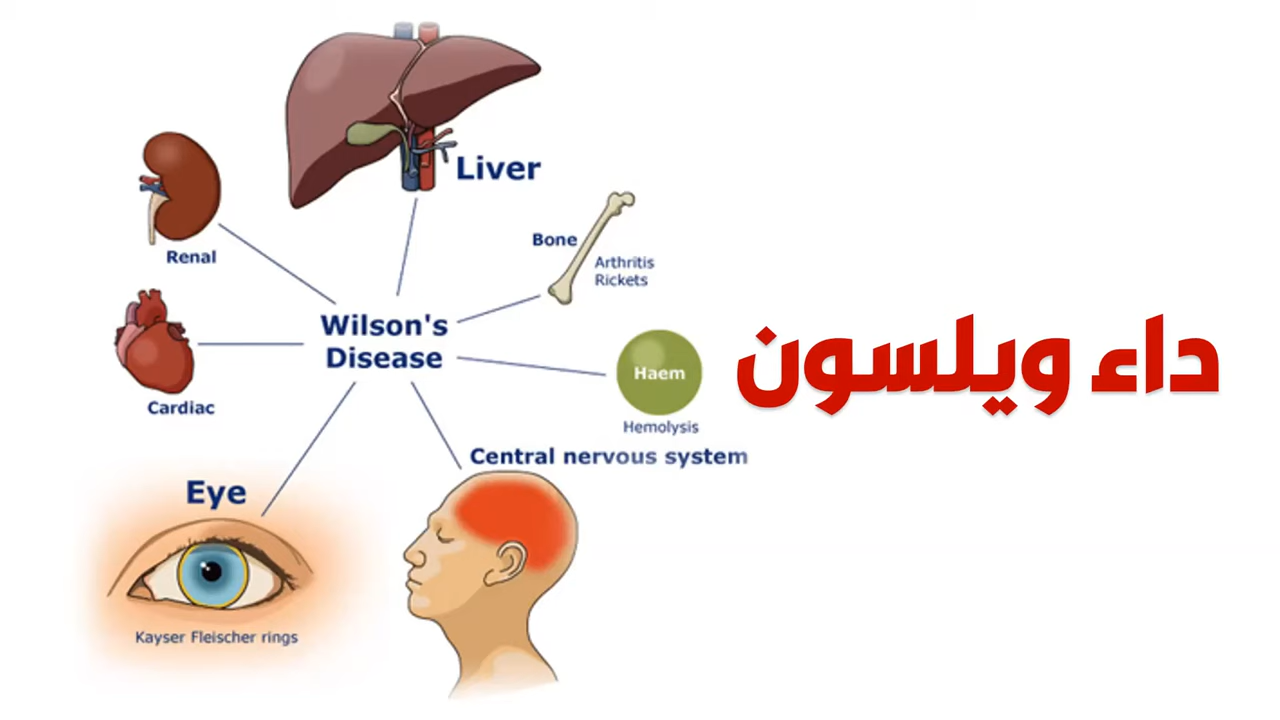 Liver
Renal
Bone
Arthritis
Rickets
Wilson's
Disease
داء ويلسون
Haem
Cardiac
Hemolysis
Central nervous system
Eye
Kayser Fleischer rings